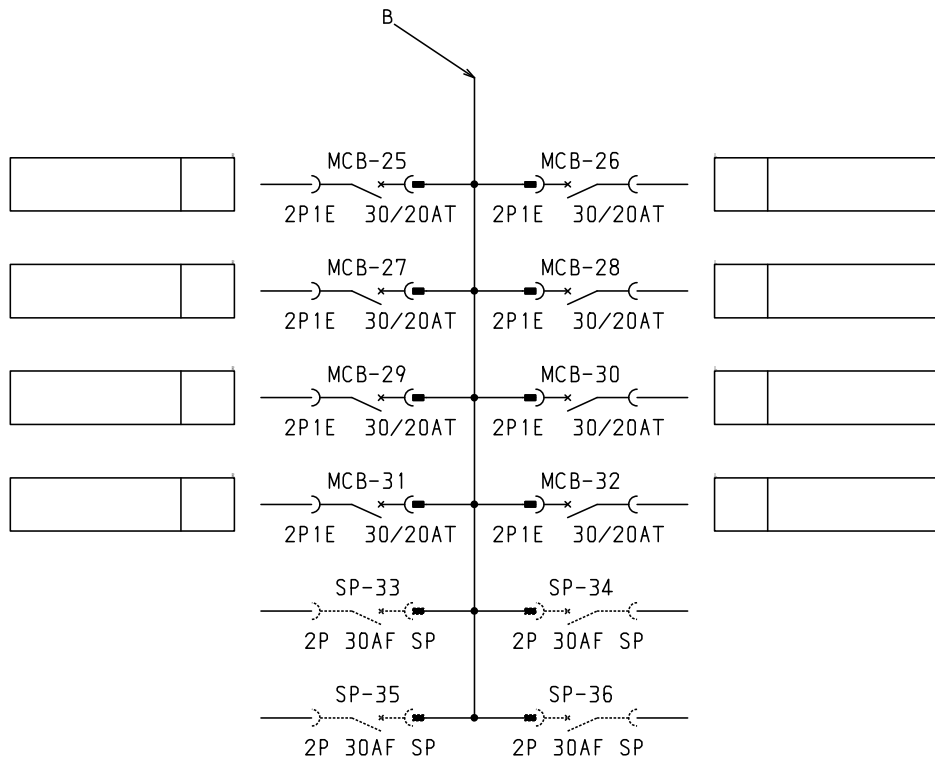 B
MCB-25 MCB-26
2P1E 30/20AT 2P1E 30/20AT
MCB-27 MCB-28
2P1E 30/20AT 2P1E 30/20AT
MCB-29 MCB-30
2P1E 30/20AT 2P1E 30/20AT
MCB-31 MCB-32
2P1E 30/20AT 2P1E 30/20AT
SP-33 SP-34
2P 30AF SP 2P 30AF SP
SP-35 SP-36
2P 30AF SP 2P 30AF SP